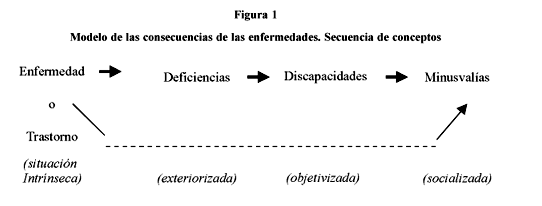 Figura 1
Modelo de las consecuencias de las enfermedades. Secuencia de conceptos
Enfermedad Deficiencias Discapacidades Minusvalías
o
Trastorno
(situación (exteriorizada) (objetivizada) (socializada)
Intrínseca)